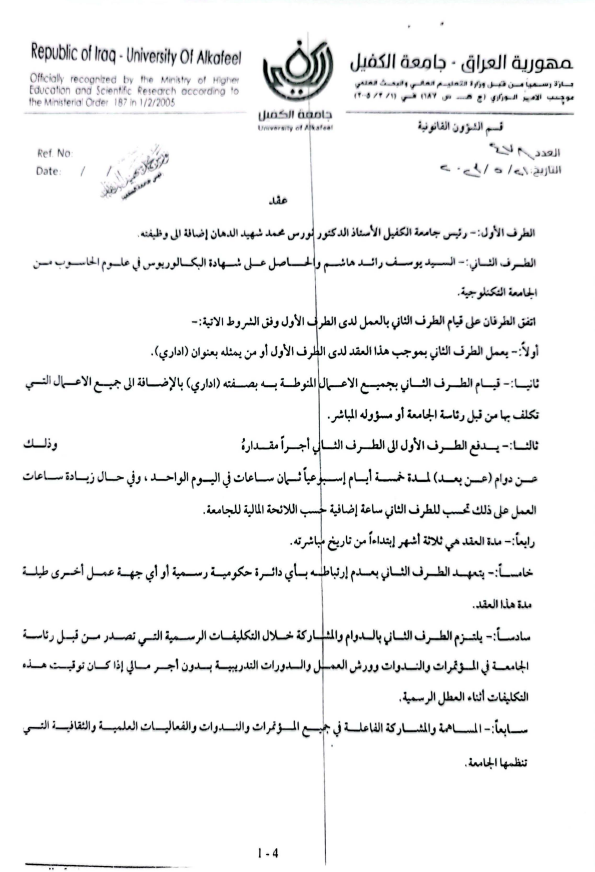 Republic of Iraq - University Of Alkafeel
Officially recognized by the Ministry of Higher
Education and Scientific Research according to
the Ministerial Order 187 in 1/2/2005
جامعة الكفيل
University of Alkafeel
مهورية العراق - جامعة الكفيل
مازة رسمياً من قبل وزارة التعليم العالي والبحث العلمي
موجب الامر الوزاري (ج هـ س ١٨٧) في (٢٠٠٥/٢/١)
قسم الشؤون القانونية
Ref. No:
العدد
Date: / /
التاريخ:
عقد
الطرف الأول:- رئيس جامعة الكفيل الأستاذ الدكتور نورس محمد شهيد الدهان إضافة الى وظيفته.
الطرف الثاني:- السيد يوسف رائد هاشم والحاصل على شهادة البكالوريوس في علوم الحاسوب من
الجامعة التكنلوجية.
اتفق الطرفان على قيام الطرف الثاني بالعمل لدى الطرف الأول وفق الشروط الاتية:-
أولاً:- يعمل الطرف الثاني بموجب هذا العقد لدى الطرف الأول أو من يمثله بعنوان (اداري).
ثانيا:- قيام الطرف الثاني بجميع الاعمال المنوطة به بصفته (اداري) بالإضافة الى جميع الاعمال التي
تكلف بها من قبل رئاسة الجامعة أو مسؤوله المباشر.
ثالثا:- يدفع الطرف الأول الى الطرف الثاني أجراً مقدارهُ وذلك
عن دوام (عن بعد) لمدة خمسة أيام إسبوعياً ثمان ساعات في اليوم الواحد ، وفي حال زيادة ساعات
العمل على ذلك تحسب للطرف الثاني ساعة إضافية حسب اللائحة المالية للجامعة.
رابعاً:- مدة العقد هي ثلاثة أشهر إبتداءاً من تاريخ مباشرته.
خامساً:- يتعهد الطرف الثاني بعدم إرتباطه بأي دائرة حكومية رسمية أو أي جهة عمل أخرى طيلة
مدة هذا العقد.
سادساً:- يلتزم الطرف الثاني بالدوام والمشاركة خلال التكليفات الرسمية التي تصدر من قبل رئاسة
الجامعة في المؤتمرات والندوات وورش العمل والدورات التدريبية بدون أجر مالي إذا كان توقيت هذه
التكليفات أثناء العطل الرسمية.
سابعاً:- المساهمة والمشاركة الفاعلة في جميع المؤتمرات والندوات والفعاليات العلمية والثقافية التي
تنظمها الجامعة.
1 - 4